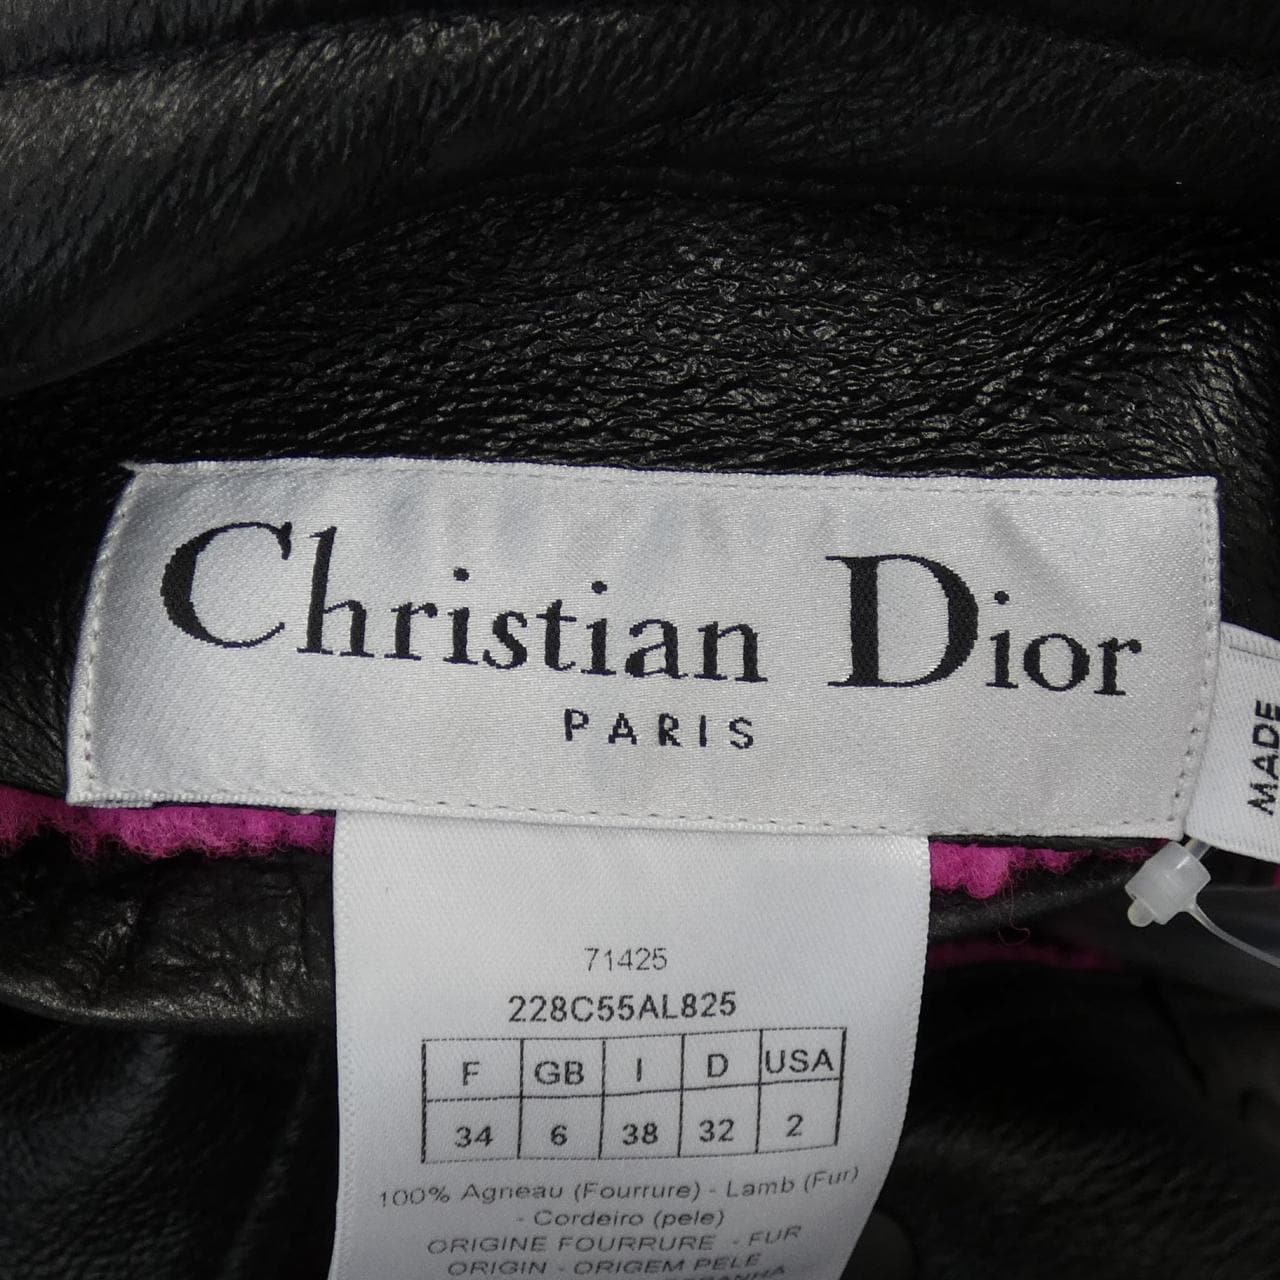 Christian Dior
PARIS
MADE
71425
228C55AL825
F GB I D USA
34 6 38 32 2
100% Agneau (Fourrure) - Lamb (Fur)
- Cordeiro (pele)
ORIGINE FOURRURE - FUR
ORIGIN - ORIGEM PELE